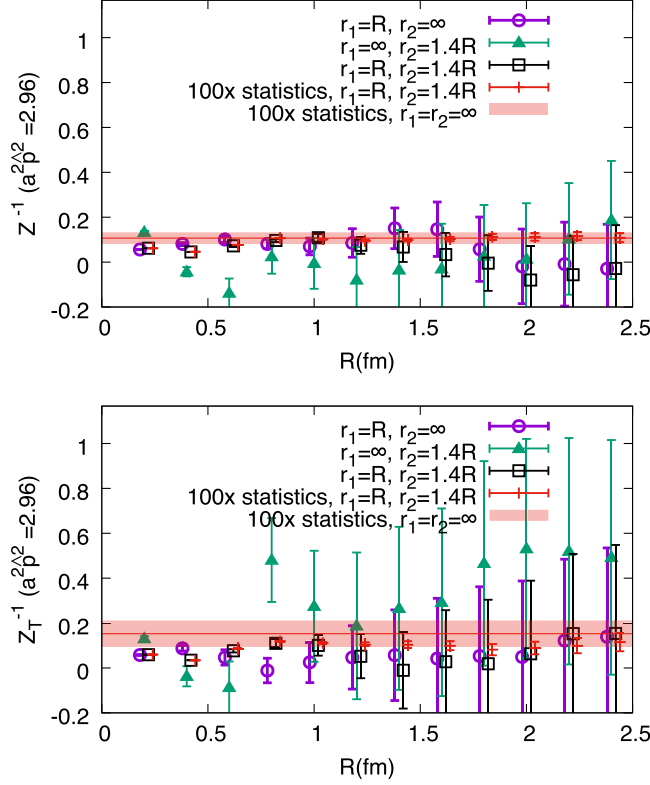 r₁=R, r₂=∞
r₁=∞, r₂=1.4R
r₁=R, r₂=1.4R
100x statistics, r₁=R, r₂=1.4R
100x statistics, r₁=r₂=∞
1
0.8
0.6
0.4
0.2
0
-0.2
Z⁻¹ (a²^p²=2.96)
0
0.5
1
1.5
2
2.5
R(fm)
r₁=R, r₂=∞
r₁=∞, r₂=1.4R
r₁=R, r₂=1.4R
100x statistics, r₁=R, r₂=1.4R
100x statistics, r₁=r₂=∞
1
0.8
0.6
0.4
0.2
0
-0.2
Z_T⁻¹ (a²^p²=2.96)
0
0.5
1
1.5
2
2.5
R(fm)